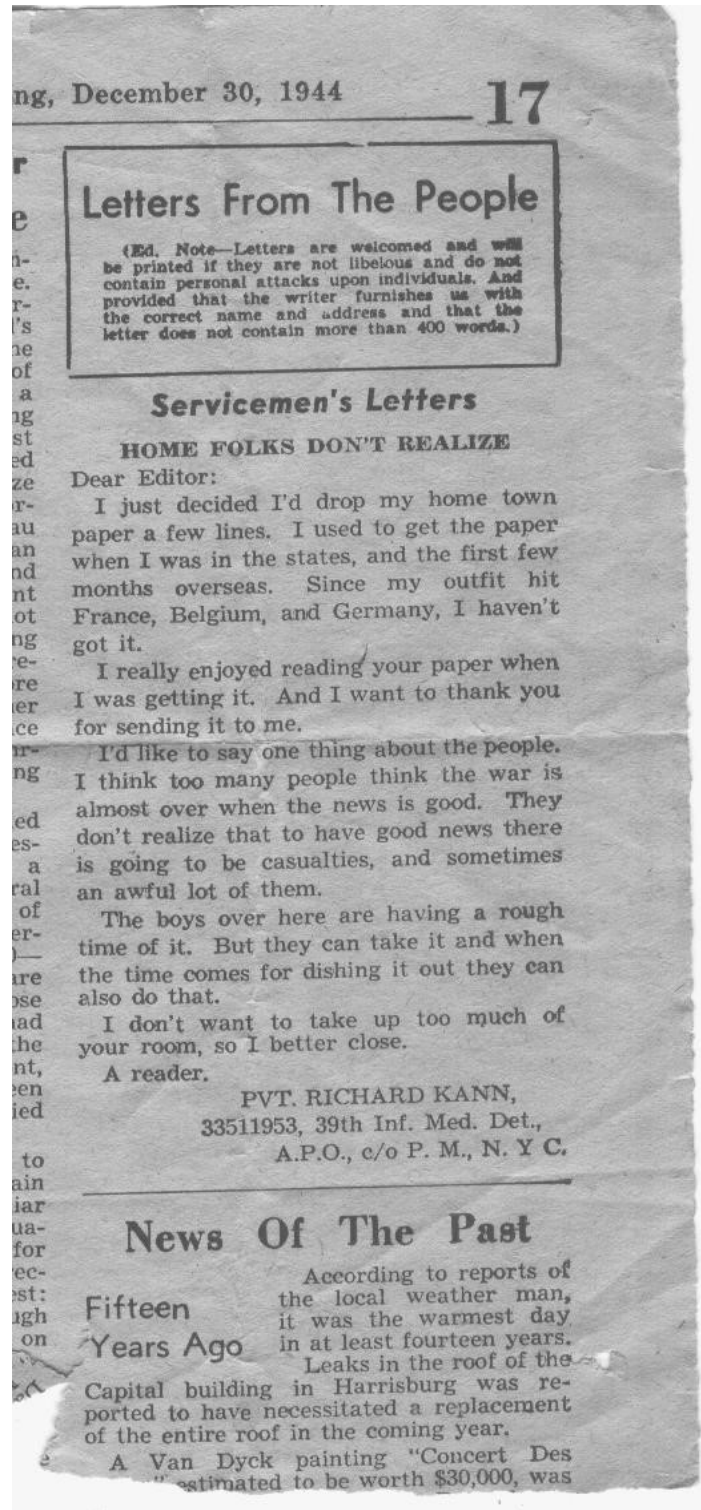 ng, December 30, 1944 17
Letters From The People
(Ed. Note—Letters are welcomed and will
be printed if they are not libelous and do not
contain personal attacks upon individuals. And
provided that the writer furnishes us with
the correct name and address and that the
letter does not contain more than 400 words.)
Servicemen's Letters
HOME FOLKS DON'T REALIZE
Dear Editor:
I just decided I'd drop my home town
paper a few lines. I used to get the paper
when I was in the states, and the first few
months overseas. Since my outfit hit
France, Belgium, and Germany, I haven't
got it.
I really enjoyed reading your paper when
I was getting it. And I want to thank you
for sending it to me.
I'd like to say one thing about the people.
I think too many people think the war is
almost over when the news is good. They
don't realize that to have good news there
is going to be casualties, and sometimes
an awful lot of them.
The boys over here are having a rough
time of it. But they can take it and when
the time comes for dishing it out they can
also do that.
I don't want to take up too much of
your room, so I better close.
A reader.
PVT. RICHARD KANN,
33511953, 39th Inf. Med. Det.,
A.P.O., c/o P. M., N. Y C.
News Of The Past
Fifteen
Years Ago
According to reports of
the local weather man,
it was the warmest day
in at least fourteen years.
Leaks in the roof of the
Capital building in Harrisburg was re-
ported to have necessitated a replacement
of the entire roof in the coming year.
A Van Dyck painting "Concert Des
" estimated to be worth $30,000, was